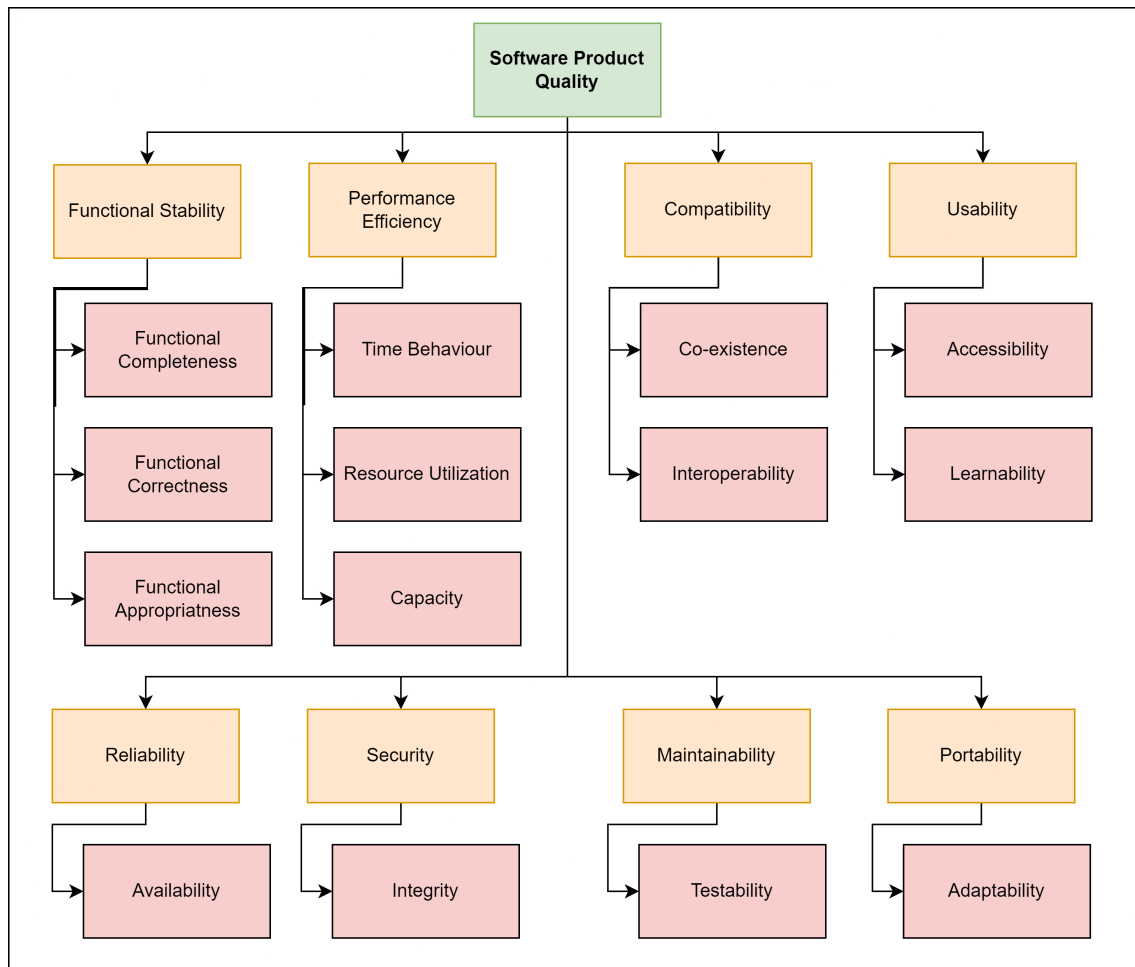 Software Product
Quality
Functional Stability
Performance
Efficiency
Compatibility
Usability
Functional
Completeness
Time Behaviour
Co-existence
Accessibility
Functional
Correctness
Resource Utilization
Interoperability
Learnability
Functional
Appropriatness
Capacity
Reliability
Security
Maintainability
Portability
Availability
Integrity
Testability
Adaptability